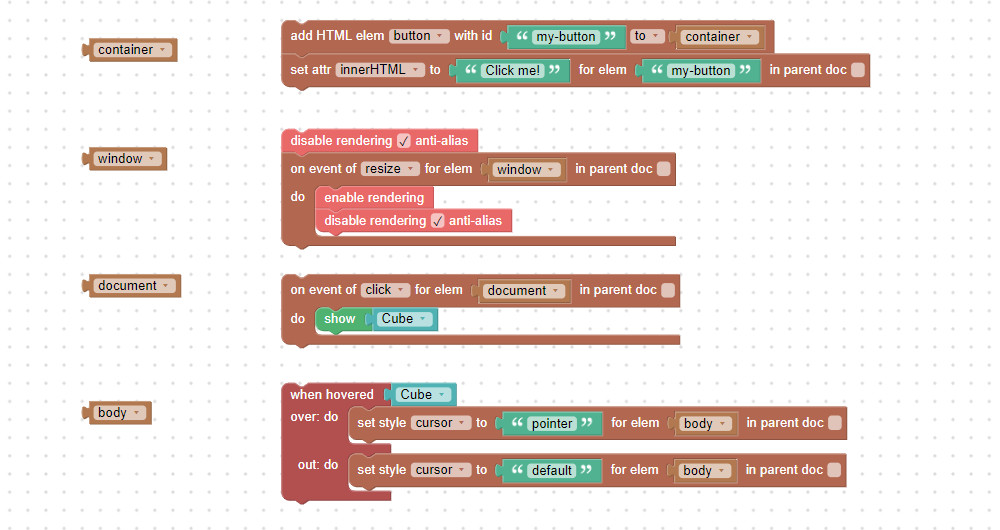 container
add HTML elem button with id “ my-button ” to container
set attr innerHTML to “ Click me! ” for elem “ my-button ” in parent doc
window
disable rendering ✓ anti-alias
on event of resize for elem window in parent doc
do enable rendering
disable rendering ✓ anti-alias
document
on event of click for elem document in parent doc
do show Cube
body
when hovered Cube
over: do set style cursor to “ pointer ” for elem body in parent doc
out: do set style cursor to “ default ” for elem body in parent doc